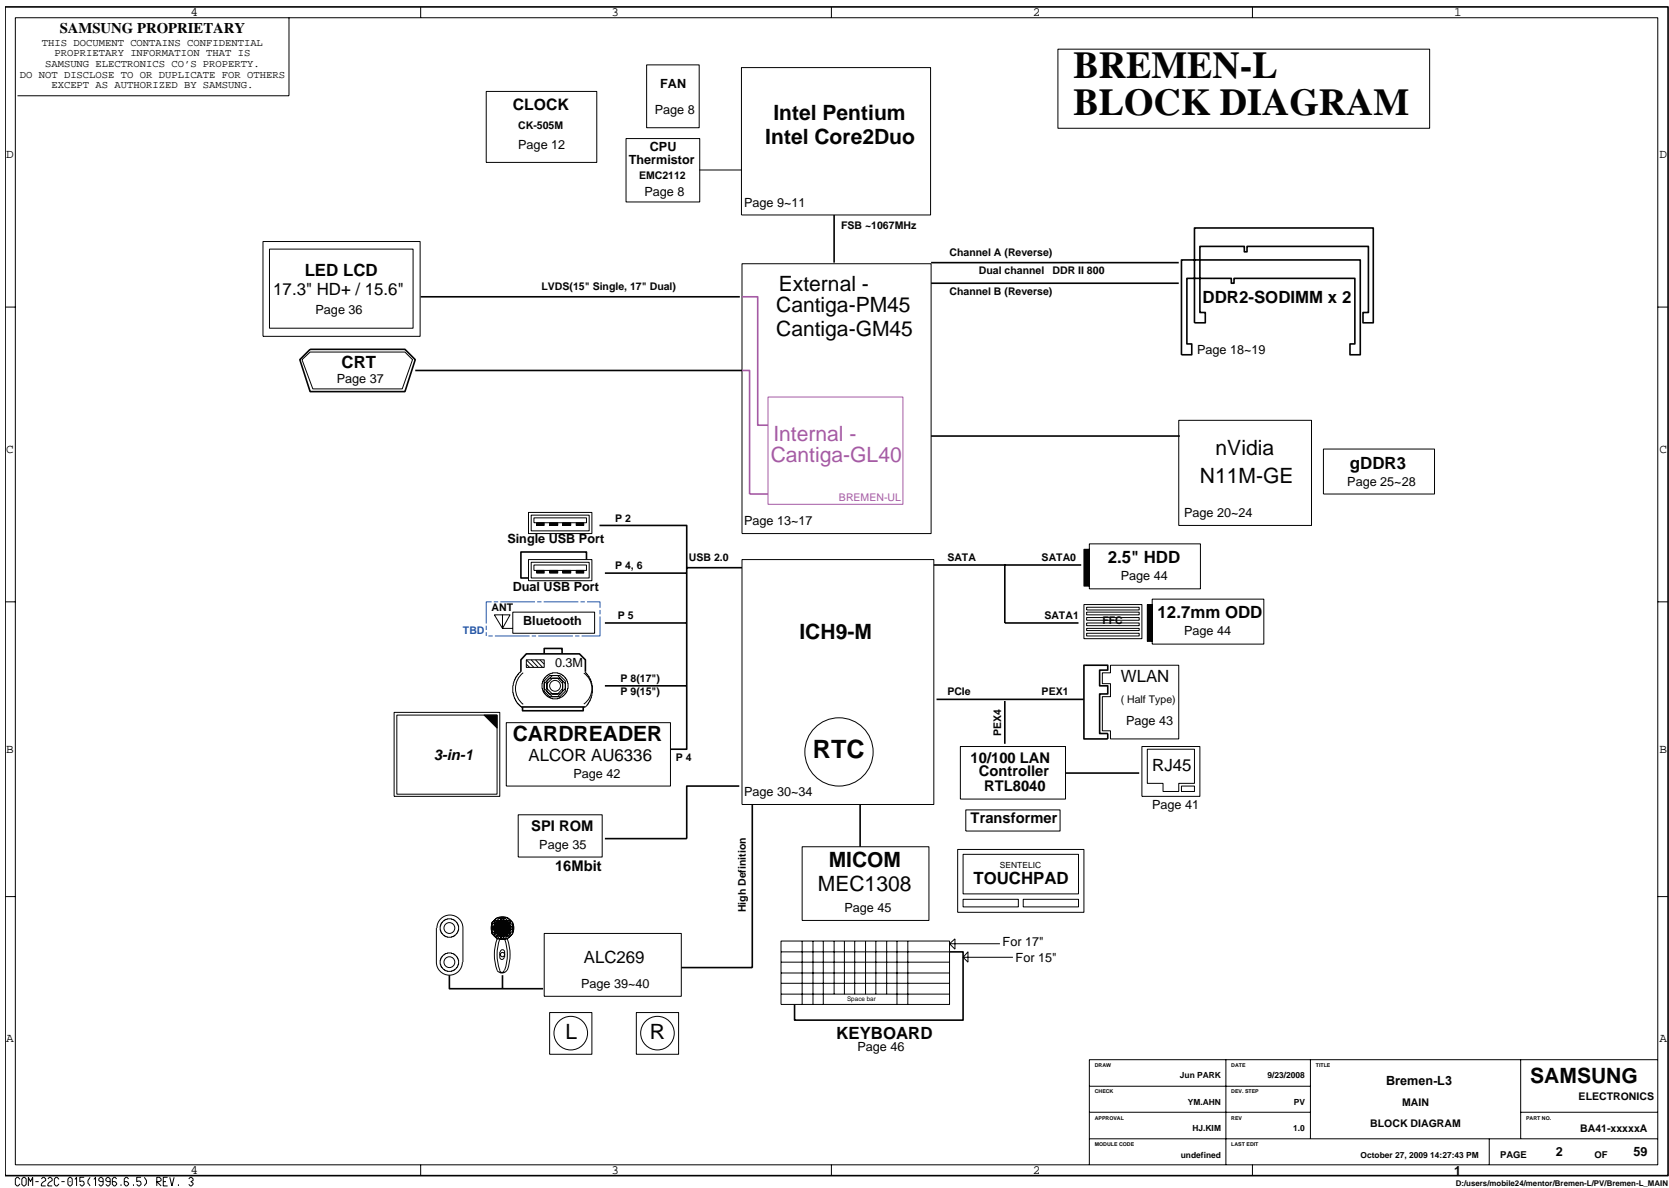 4
3
2
1
SAMSUNG PROPRIETARY
THIS DOCUMENT CONTAINS CONFIDENTIAL
PROPRIETARY INFORMATION THAT IS
SAMSUNG ELECTRONICS CO'S PROPERTY.
DO NOT DISCLOSE TO OR DUPLICATE FOR OTHERS
EXCEPT AS AUTHORIZED BY SAMSUNG.
BREMEN-L
BLOCK DIAGRAM
D
D
CLOCK
CK-505M
Page 12
FAN
Page 8
CPU
Thermistor
EMC2112
Page 8
Intel Pentium
Intel Core2Duo
Page 9~11
FSB ~1067MHz
LED LCD
17.3" HD+ / 15.6"
Page 36
LVDS(15" Single, 17" Dual)
CRT
Page 37
External -
Cantiga-PM45
Cantiga-GM45
Internal -
Cantiga-GL40
BREMEN-UL
Page 13~17
Channel A (Reverse)
Dual channel DDR II 800
Channel B (Reverse)
DDR2-SODIMM x 2
Page 18~19
C
C
nVidia
N11M-GE
Page 20~24
gDDR3
Page 25~28
P 2
Single USB Port
USB 2.0
P 4, 6
Dual USB Port
ANT
Bluetooth
TBD
P 5
0.3M
P 8(17")
P 9(15")
3-in-1
CARDREADER
ALCOR AU6336
Page 42
P 4
SPI ROM
Page 35
16Mbit
ICH9-M
RTC
Page 30~34
SATA
SATA0
2.5" HDD
Page 44
SATA1
FFC
12.7mm ODD
Page 44
PCIe
PEX1
WLAN
( Half Type)
Page 43
PEX4
10/100 LAN
Controller
RTL8040
RJ45
Page 41
Transformer
B
B
High Definition
MICOM
MEC1308
Page 45
SENTELIC
TOUCHPAD
ALC269
Page 39~40
L
R
For 17"
For 15"
Space bar
KEYBOARD
Page 46
A
A
DRAW
Jun PARK
DATE
9/23/2008
TITLE
Bremen-L3
MAIN
BLOCK DIAGRAM
SAMSUNG
ELECTRONICS
CHECK
YM.AHN
DEV. STEP
PV
APPROVAL
HJ.KIM
REV
1.0
PART NO.
BA41-xxxxxA
MODULE CODE
undefined
LAST EDIT
October 27, 2009 14:27:43 PM
PAGE 2 OF 59
4
3
2
1
COM-22C-015(1996.6.5) REV. 3
D:/users/mobile24/mentor/Bremen-L/PV/Bremen-L_MAIN